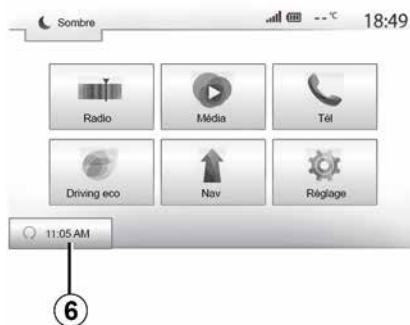 Sombre
--°C
18:49
Radio
Média
Tél
Driving eco
Nav
Réglage
11:05 AM
6